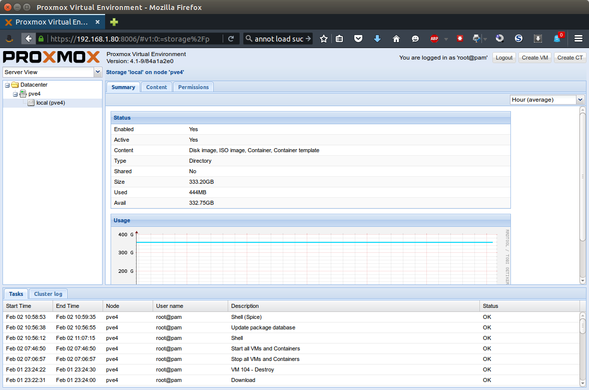 Proxmox Virtual Environment - Mozilla Firefox
Proxmox Virtual En...
https://192.168.1.80:8006/#v1:0:=storage%2Fp
annot load suc
PROXMOX
Proxmox Virtual Environment
Version: 4.1-9/84a1a2e0
You are logged in as 'root@pam'
Logout
Create VM
Create CT
Server View
Storage 'local' on node 'pve4'
Datacenter
pve4
local (pve4)
Summary
Content
Permissions
Hour (average)
Status
Enabled Yes
Active Yes
Content Disk image, ISO image, Container, Container template
Type Directory
Shared No
Size 333.20GB
Used 444MB
Avail 332.75GB
Usage
400 G
300 G
200 G
Tasks
Cluster log
Start Time End Time Node User name Description Status
Feb 02 10:58:53 Feb 02 10:59:35 pve4 root@pam Shell (Spice) OK
Feb 02 10:56:38 Feb 02 10:56:55 pve4 root@pam Update package database OK
Feb 02 10:56:12 Feb 02 11:07:15 pve4 root@pam Shell OK
Feb 02 07:46:50 Feb 02 07:46:50 pve4 root@pam Start all VMs and Containers OK
Feb 02 07:06:57 Feb 02 07:06:57 pve4 root@pam Stop all VMs and Containers OK
Feb 01 23:24:22 Feb 01 23:24:30 pve4 root@pam VM 104 - Destroy OK
Feb 01 23:22:31 Feb 01 23:24:00 pve4 root@pam Download OK